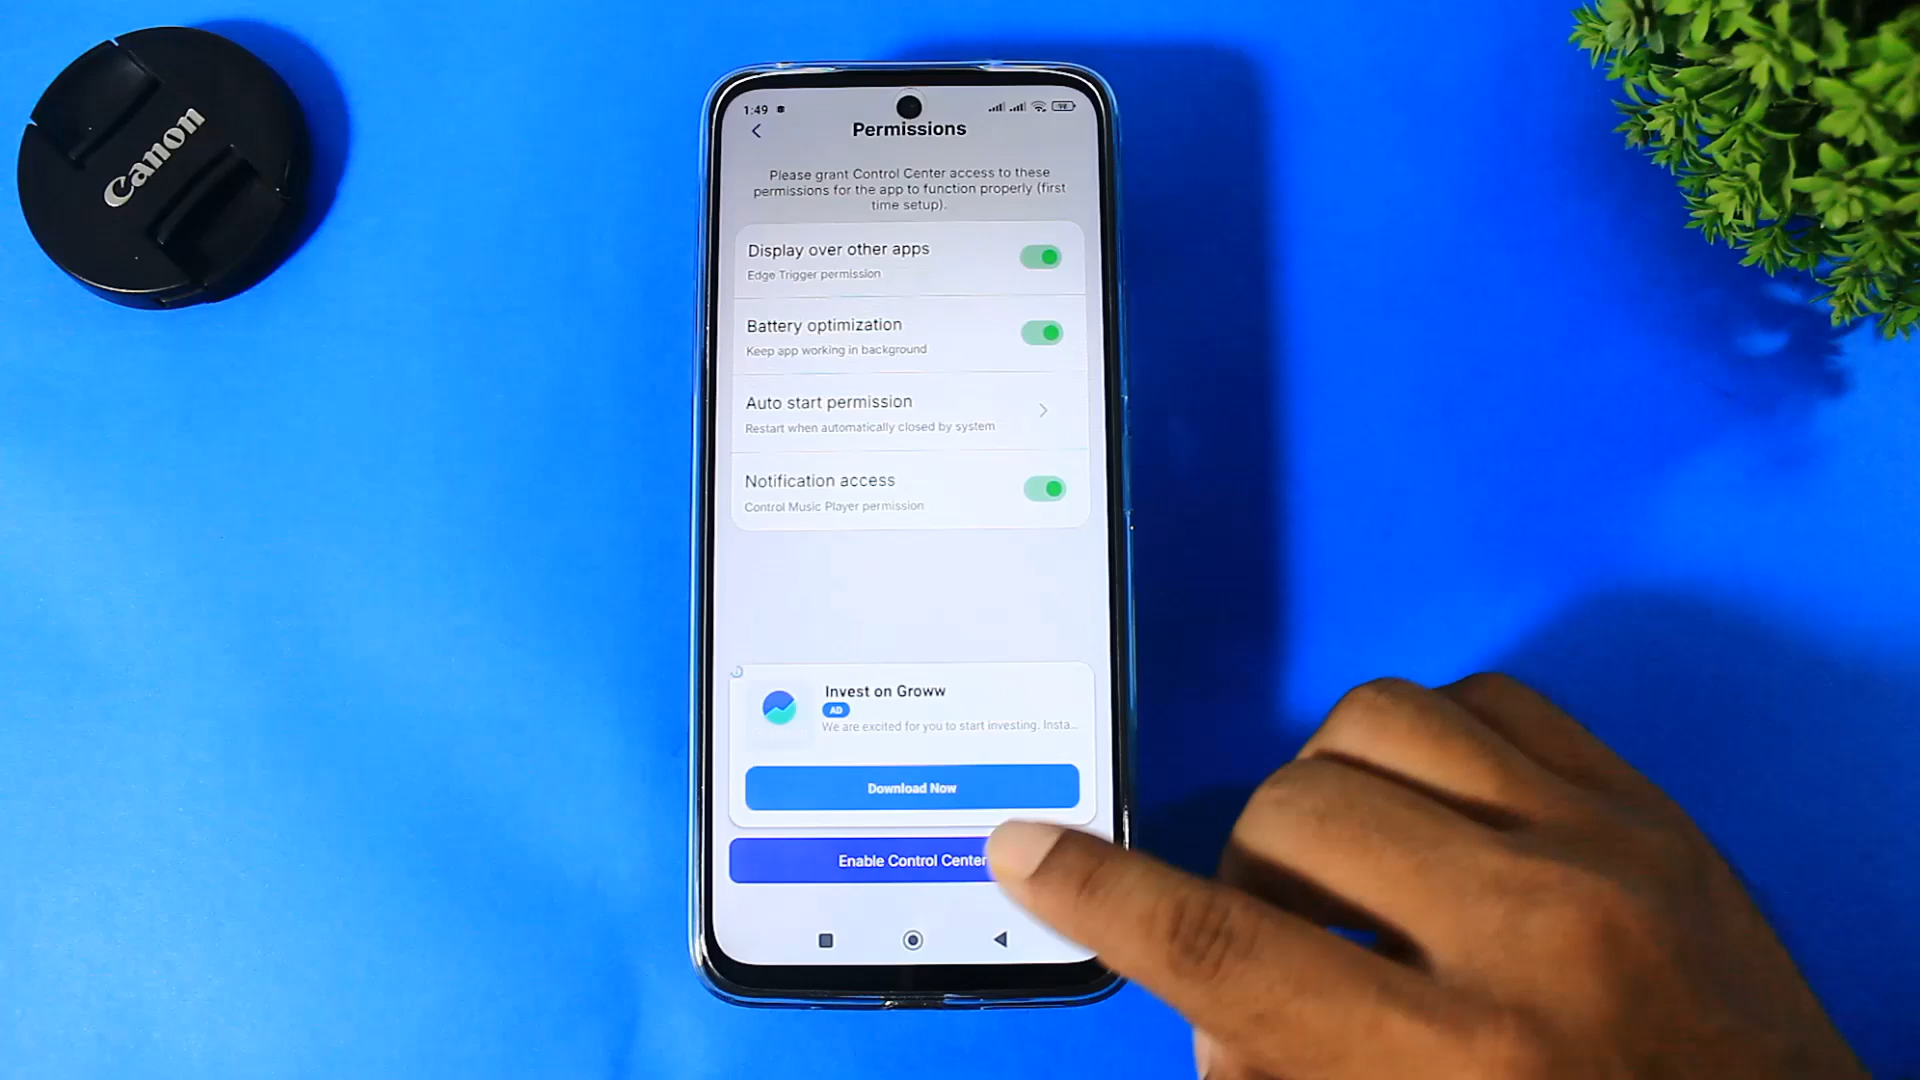 Canon
1:49
98
Permissions
Please grant Control Center access to these
permissions for the app to function properly (first
time setup).
Display over other apps
Edge Trigger permission
Battery optimization
Keep app working in background
Auto start permission
Restart when automatically closed by system
Notification access
Control Music Player permission
Invest on Groww
AD
We are excited for you to start investing. Insta...
Download Now
Enable Control Center